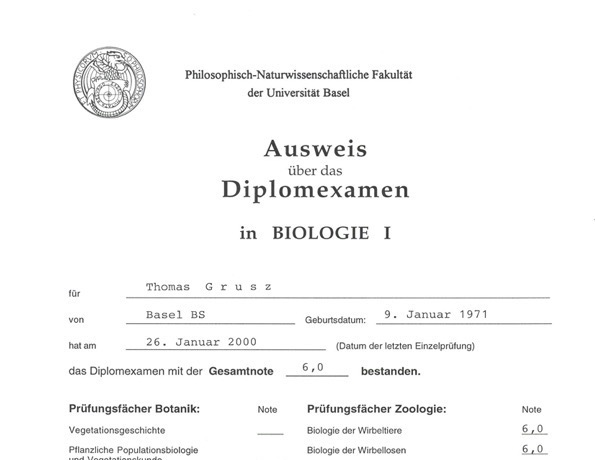 Philosophisch-Naturwissenschaftliche Fakultät
der Universität Basel
Ausweis
über das
Diplomexamen
in BIOLOGIE I
für Thomas G r u s z
von Basel BS Geburtsdatum: 9. Januar 1971
hat am 26. Januar 2000 (Datum der letzten Einzelprüfung)
das Diplomexamen mit der Gesamtnote 6,0 bestanden.
Prüfungsfächer Botanik: Note Prüfungsfächer Zoologie: Note
Vegetationsgeschichte Biologie der Wirbeltiere 6,0
Pflanzliche Populationsbiologie Biologie der Wirbellosen 6,0
und Vegetationskunde